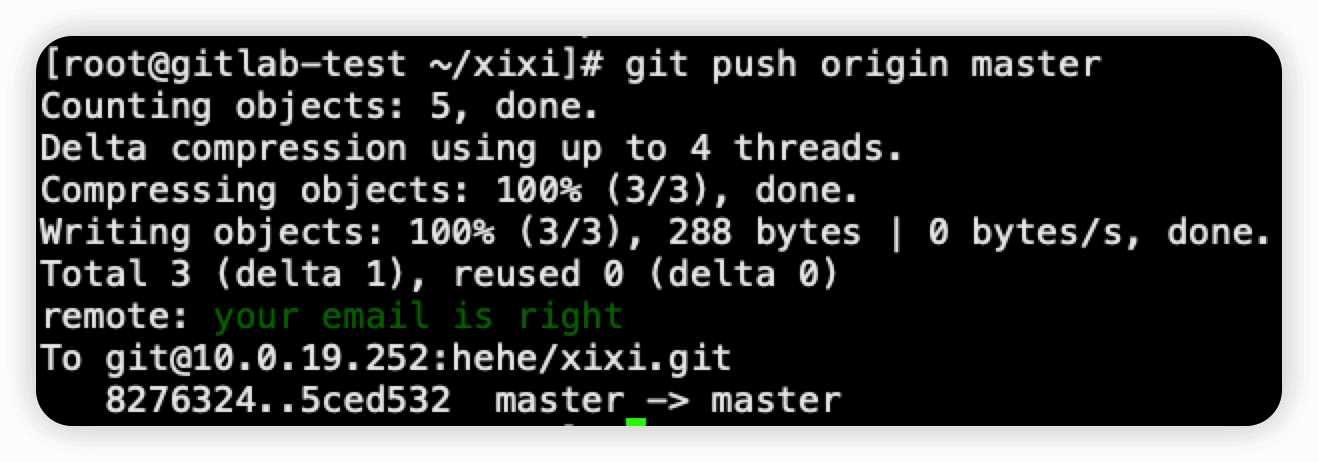 [root@gitlab-test ~/xixi]# git push origin master
Counting objects: 5, done.
Delta compression using up to 4 threads.
Compressing objects: 100% (3/3), done.
Writing objects: 100% (3/3), 288 bytes | 0 bytes/s, done.
Total 3 (delta 1), reused 0 (delta 0)
remote: your email is right
To git@10.0.19.252:hehe/xixi.git
   8276324..5ced532  master -> master